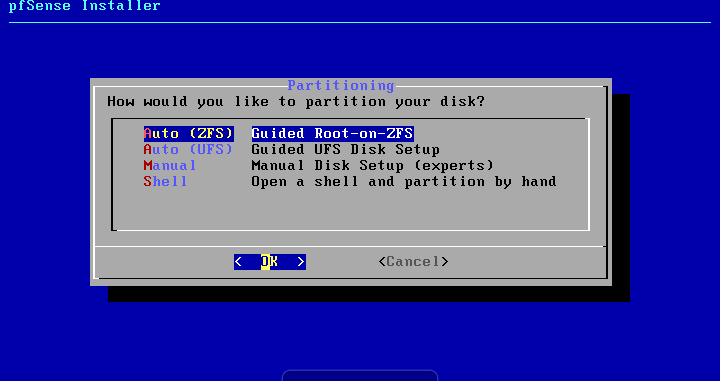 pfSense Installer
Partitioning
How would you like to partition your disk?
Auto (ZFS) Guided Root-on-ZFS
Auto (UFS) Guided UFS Disk Setup
Manual Manual Disk Setup (experts)
Shell Open a shell and partition by hand
< OK > <Cancel>